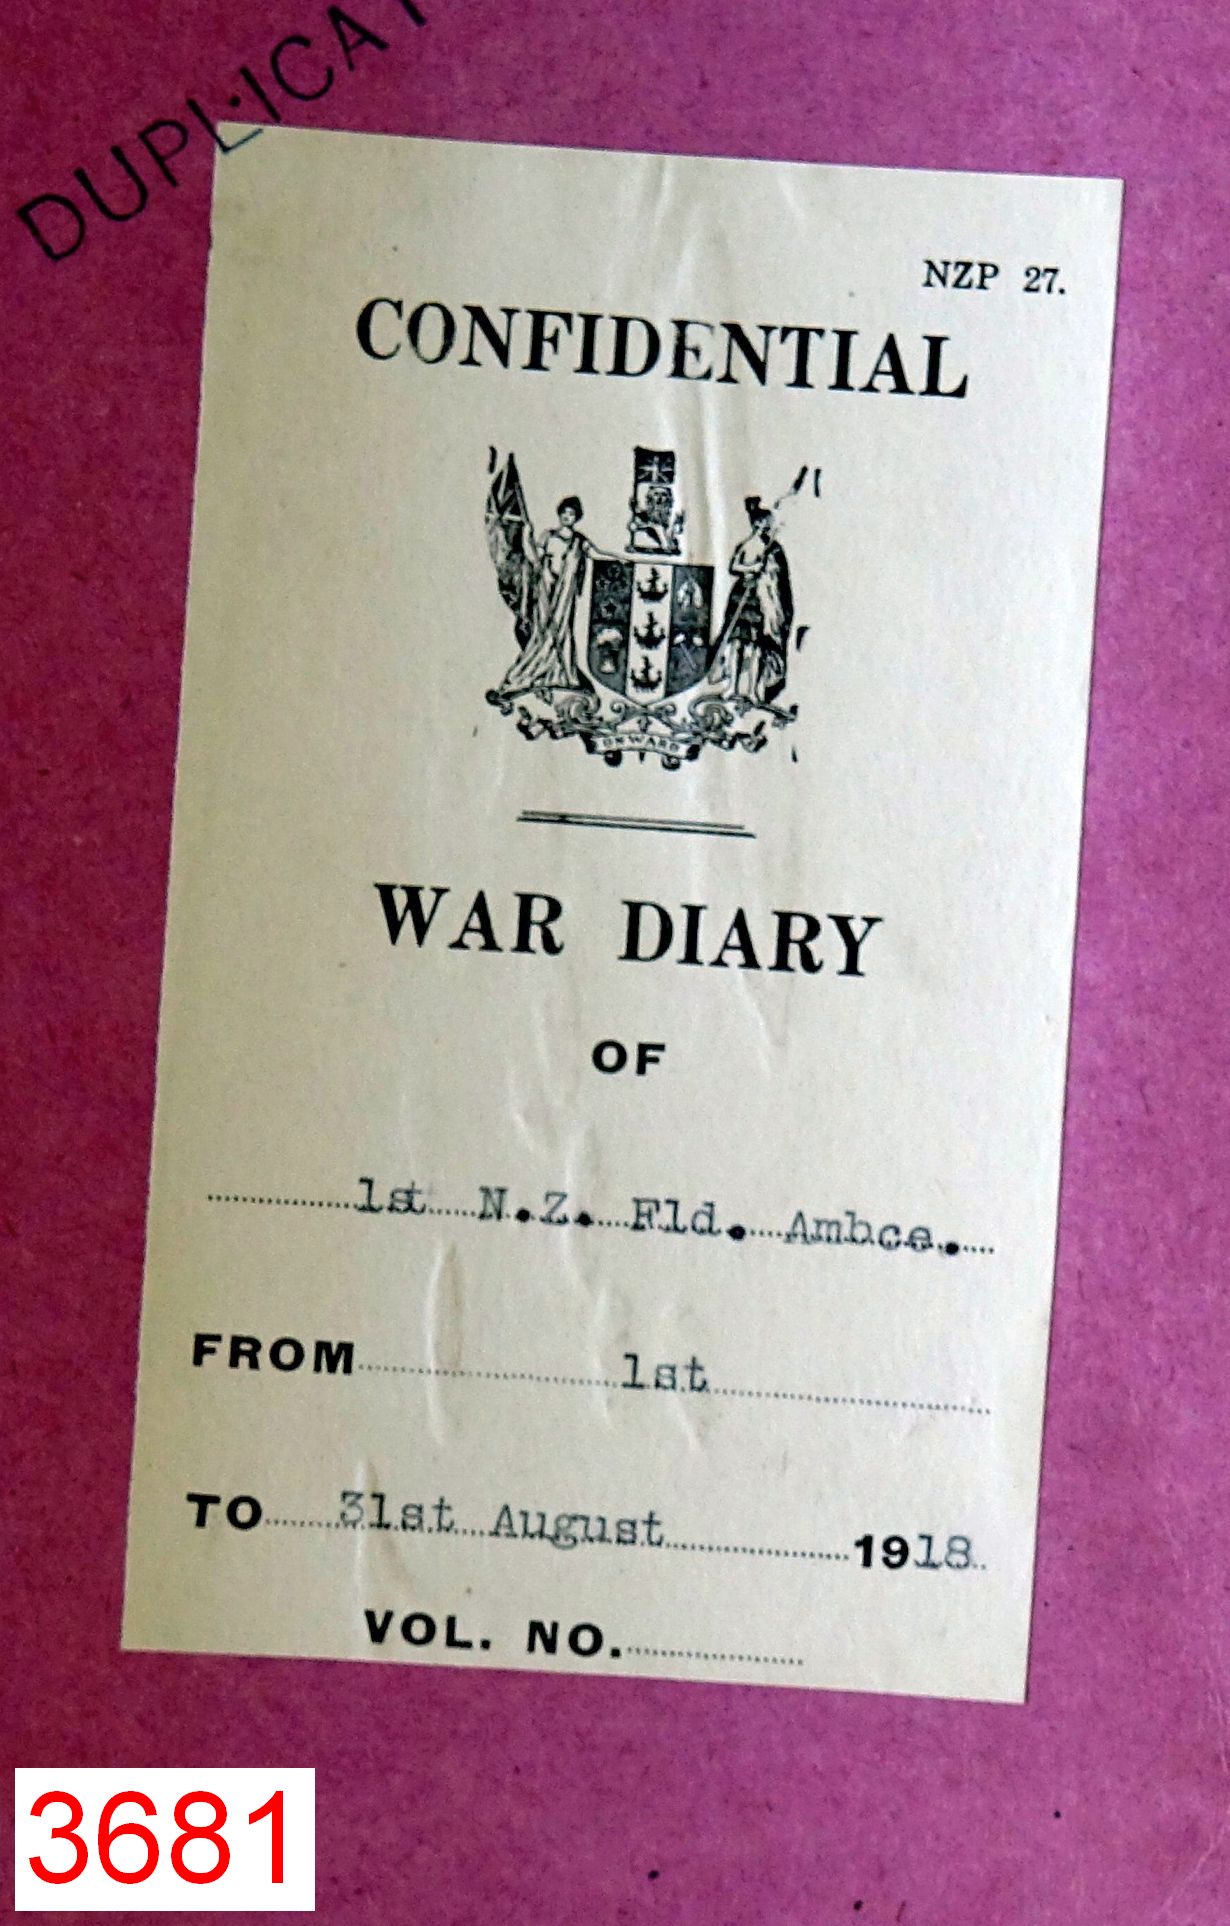 DUPLICAT
NZP 27.
CONFIDENTIAL
ONWARD
WAR DIARY
OF
1st N.Z. Fld. Ambce.
FROM 1st
TO 31st August 1918
VOL. NO.
3681